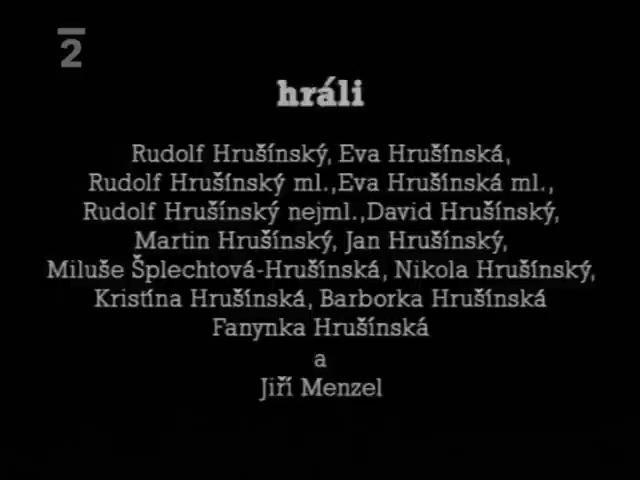 2
hráli
Rudolf Hrušínský, Eva Hrušínská,
Rudolf Hrušínský ml.,Eva Hrušínská ml.,
Rudolf Hrušínský nejml.,David Hrušínský,
Martin Hrušínský, Jan Hrušínský,
Miluše Šplechtová-Hrušínská, Nikola Hrušínský,
Kristína Hrušínská, Barborka Hrušínská
Fanynka Hrušínská
a
Jiří Menzel